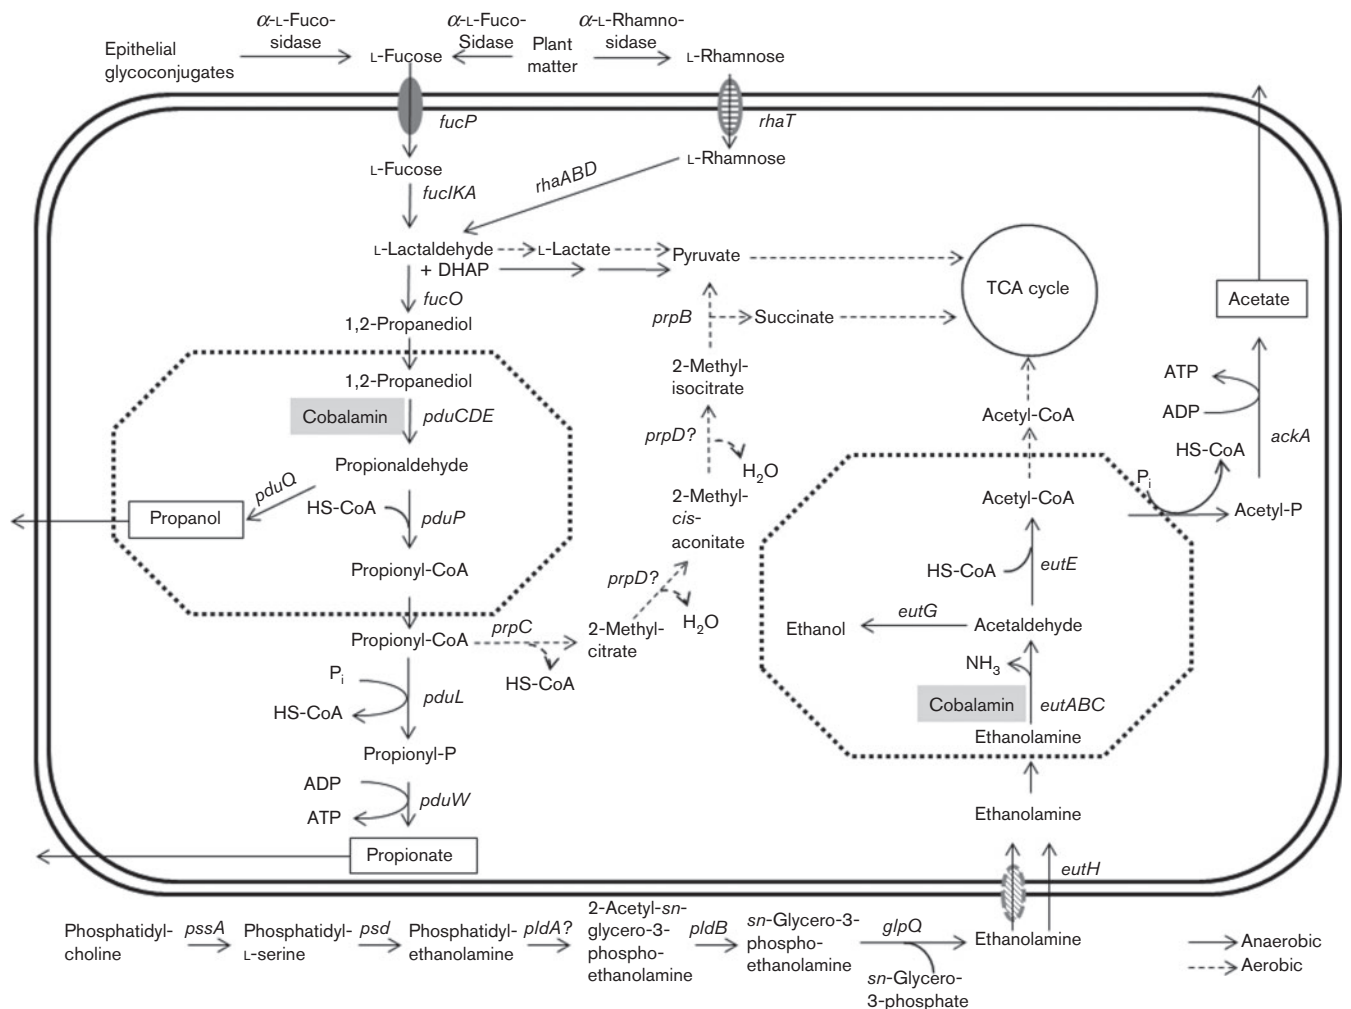 α-L-Fuco-
sidase
α-L-Fuco-
Sidase
α-L-Rhamno-
sidase
Epithelial
glycoconjugates
L-Fucose
Plant
matter
L-Rhamnose
fucP
rhaT
L-Fucose
L-Rhamnose
fucIKA
rhaABD
L-Lactaldehyde
+ DHAP
L-Lactate
Pyruvate
TCA cycle
Acetate
fucO
1,2-Propanediol
prpB
Succinate
1,2-Propanediol
Cobalamin
pduCDE
2-Methyl-
isocitrate
ATP
ADP
Acetyl-CoA
ackA
prpD?
H2O
HS-CoA
Propionaldehyde
pduQ
HS-CoA
pduP
Propanol
2-Methyl-
cis-
aconitate
Acetyl-CoA
Pi
Acetyl-P
Propionyl-CoA
prpD?
H2O
HS-CoA
eutE
eutG
Ethanol
Acetaldehyde
Propionyl-CoA
prpC
2-Methyl-
citrate
HS-CoA
NH3
Pi
HS-CoA
pduL
Cobalamin
eutABC
Ethanolamine
Propionyl-P
ADP
ATP
pduW
Ethanolamine
Propionate
eutH
Phosphatidyl-
choline
pssA
Phosphatidyl-
L-serine
psd
Phosphatidyl-
ethanolamine
pldA?
2-Acetyl-sn-
glycero-3-
phospho-
ethanolamine
pldB
sn-Glycero-3-
phospho-
ethanolamine
glpQ
sn-Glycero-
3-phosphate
Ethanolamine
Anaerobic
Aerobic